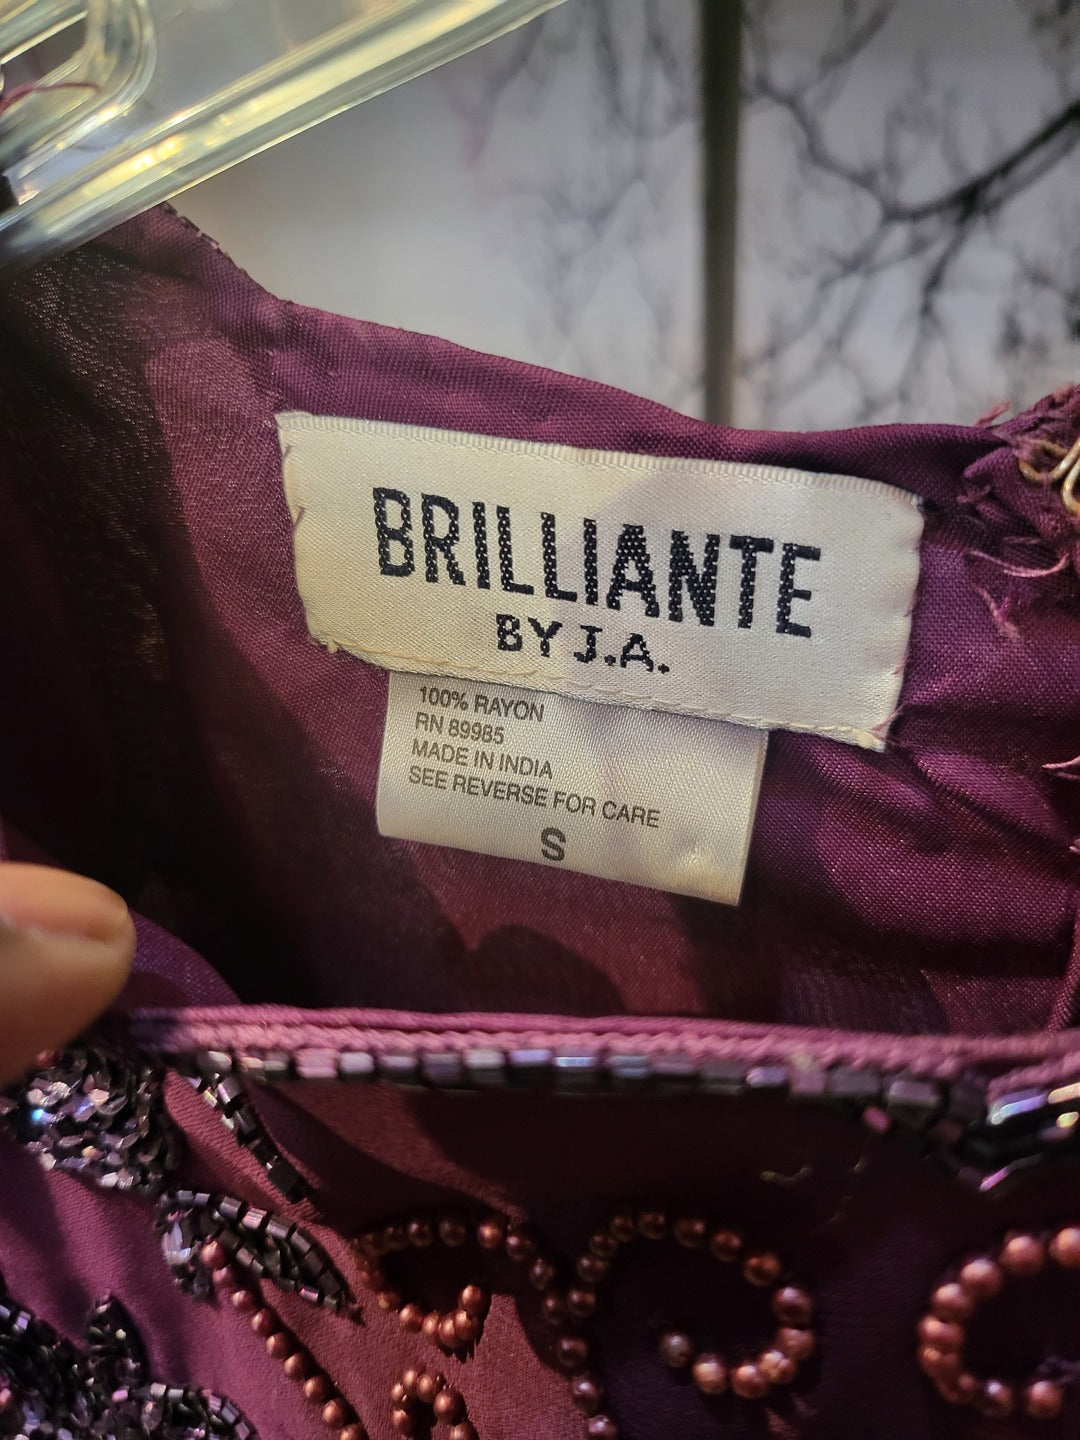 BRILLIANTE
BY J.A.
100% RAYON
RN 89985
MADE IN INDIA
SEE REVERSE FOR CARE
S